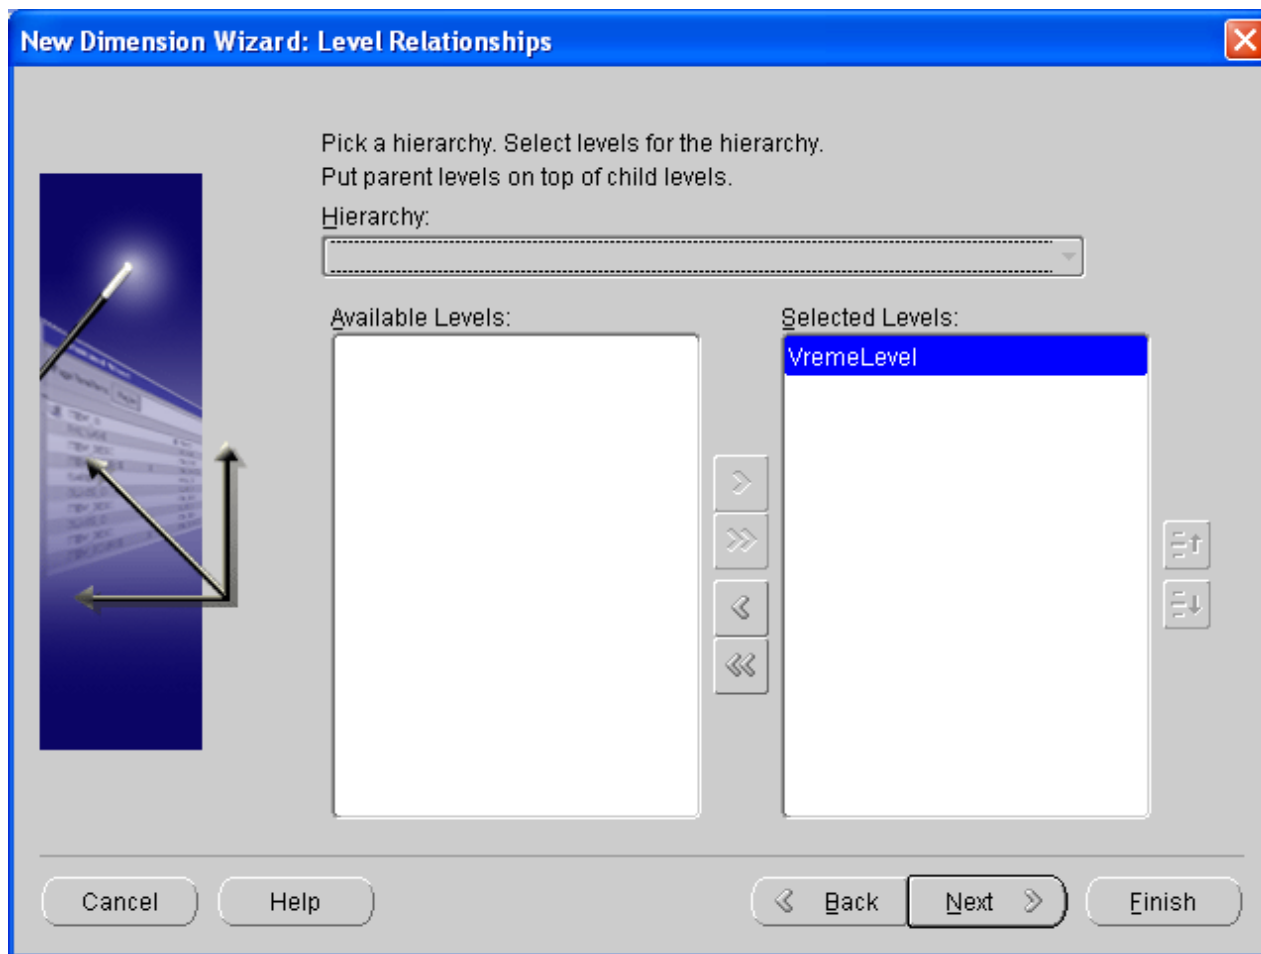 New Dimension Wizard: Level Relationships
Pick a hierarchy. Select levels for the hierarchy.
Put parent levels on top of child levels.
Hierarchy:
Available Levels:
Selected Levels:
VremeLevel
Cancel
Help
Back
Next
Finish